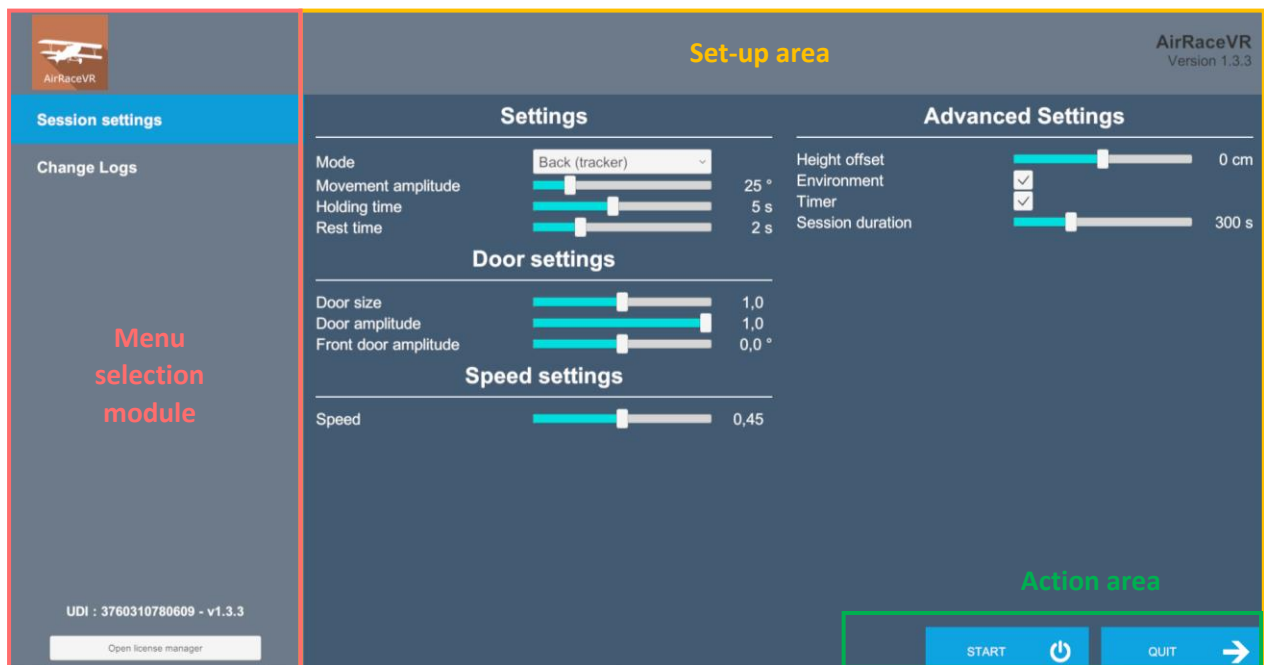 AirRaceVR
Session settings
Change Logs
Menu
selection
module
UDI : 3760310780609 - v1.3.3
Open license manager
Set-up area
AirRaceVR
Version 1.3.3
Settings
Mode Back (tracker)
Movement amplitude 25 °
Holding time 5 s
Rest time 2 s
Door settings
Door size 1,0
Door amplitude 1,0
Front door amplitude 0,0 °
Speed settings
Speed 0,45
Advanced Settings
Height offset 0 cm
Environment
Timer
Session duration 300 s
Action area
START
QUIT